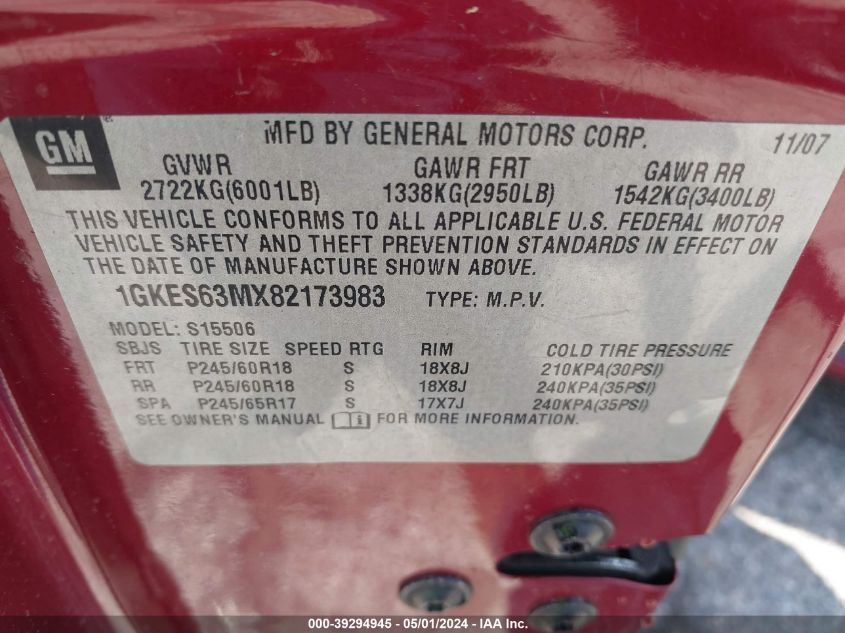 GM
MFD BY GENERAL MOTORS CORP. 11/07
GVWR GAWR FRT GAWR RR
2722KG(6001LB) 1338KG(2950LB) 1542KG(3400LB)
THIS VEHICLE CONFORMS TO ALL APPLICABLE U.S. FEDERAL MOTOR
VEHICLE SAFETY AND THEFT PREVENTION STANDARDS IN EFFECT ON
THE DATE OF MANUFACTURE SHOWN ABOVE.
1GKES63MX82173983 TYPE: M.P.V.
MODEL: S15506
SBJS TIRE SIZE SPEED RTG RIM COLD TIRE PRESSURE
FRT P245/60R18 S 18X8J 210KPA(30PSI)
RR P245/60R18 S 18X8J 240KPA(35PSI)
SPA P245/65R17 S 17X7J 240KPA(35PSI)
SEE OWNER'S MANUAL FOR MORE INFORMATION.
000-39294945 - 05/01/2024 - IAA Inc.